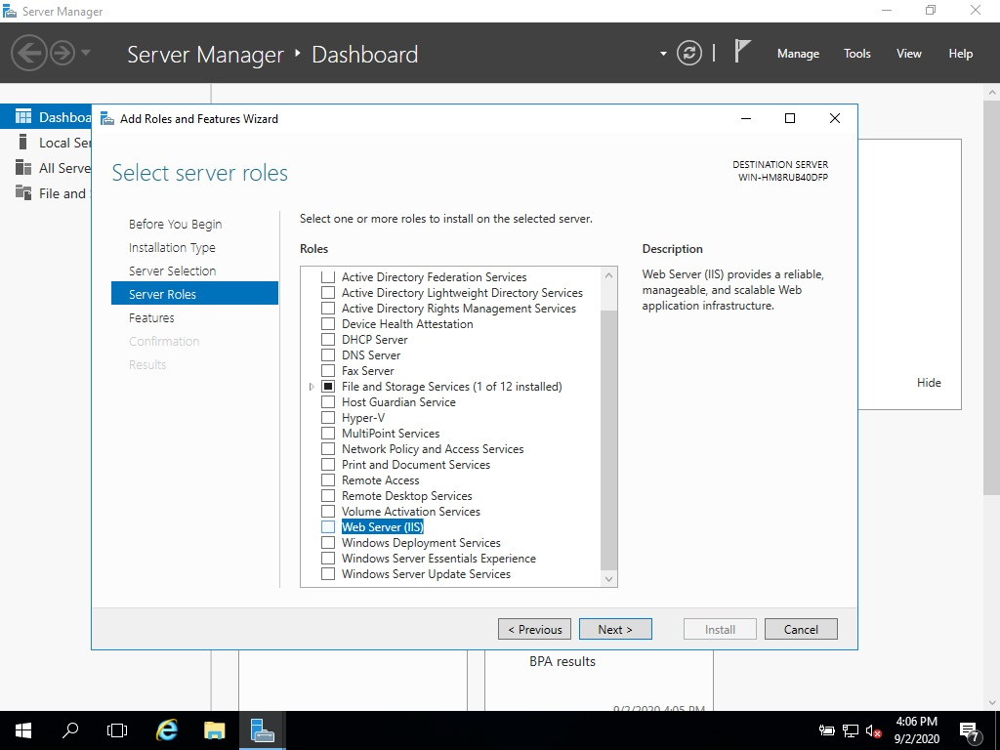 Server Manager
Server Manager ‣ Dashboard
Manage
Tools
View
Help
Dashboa
Local Ser
All Serve
File and
Add Roles and Features Wizard
Select server roles
DESTINATION SERVER
WIN-HM8RUB40DFP
Before You Begin
Installation Type
Server Selection
Server Roles
Features
Confirmation
Results
Select one or more roles to install on the selected server.
Roles
Active Directory Federation Services
Active Directory Lightweight Directory Services
Active Directory Rights Management Services
Device Health Attestation
DHCP Server
DNS Server
Fax Server
File and Storage Services (1 of 12 installed)
Host Guardian Service
Hyper-V
MultiPoint Services
Network Policy and Access Services
Print and Document Services
Remote Access
Remote Desktop Services
Volume Activation Services
Web Server (IIS)
Windows Deployment Services
Windows Server Essentials Experience
Windows Server Update Services
Description
Web Server (IIS) provides a reliable,
manageable, and scalable Web
application infrastructure.
Hide
< Previous
Next >
Install
Cancel
BPA results
9/2/2020 4:05 PM
4:06 PM
9/2/2020
7